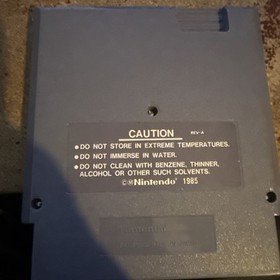 CAUTION REV-A
• DO NOT STORE IN EXTREME TEMPERATURES.
• DO NOT IMMERSE IN WATER.
• DO NOT CLEAN WITH BENZENE, THINNER,
ALCOHOL OR OTHER SUCH SOLVENTS.
©®Nintendo® 1985